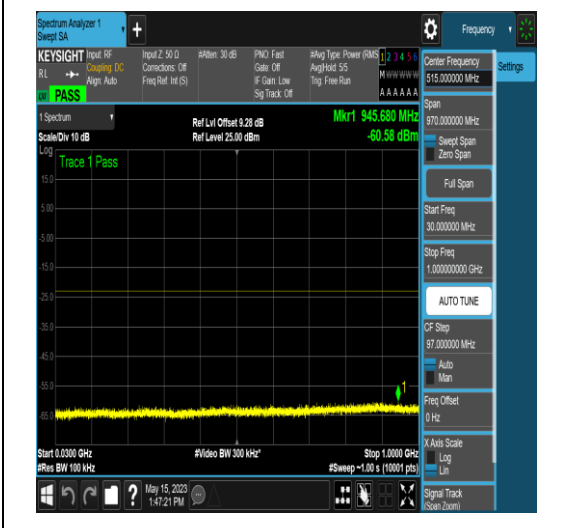 Spectrum Analyzer 1
Swept SA
+
Frequency
KEYSIGHT
RL
PASS
Input: RF
Coupling: DC
Align: Auto
Input Z: 50 Ω
Corrections: Off
Freq Ref: Int (S)
#Atten: 30 dB
PNO: Fast
Gate: Off
IF Gain: Low
Sig Track: Off
#Avg Type: Power (RMS
Avg|Hold: 5/5
Trig: Free Run
1 2 3 4 5 6
M W W W W W
A A A A A A
Settings
1 Spectrum
Scale/Div 10 dB
Log
Ref Lvl Offset 9.28 dB
Ref Level 25.00 dBm
Mkr1 945.680 MHz
-60.58 dBm
Trace 1 Pass
15.0
5.00
-5.00
-15.0
-25.0
-35.0
-45.0
-55.0
-65.0
1
Start 0.0300 GHz
#Res BW 100 kHz
#Video BW 300 kHz*
Stop 1.0000 GHz
#Sweep ~1.00 s (10001 pts)
Center Frequency
515.000000 MHz
Span
970.000000 MHz
Swept Span
Zero Span
Full Span
Start Freq
30.000000 MHz
Stop Freq
1.000000000 GHz
AUTO TUNE
CF Step
97.000000 MHz
Auto
Man
Freq Offset
0 Hz
X Axis Scale
Log
Lin
Signal Track
(Span Zoom)
?
May 15, 2023
1:47:21 PM